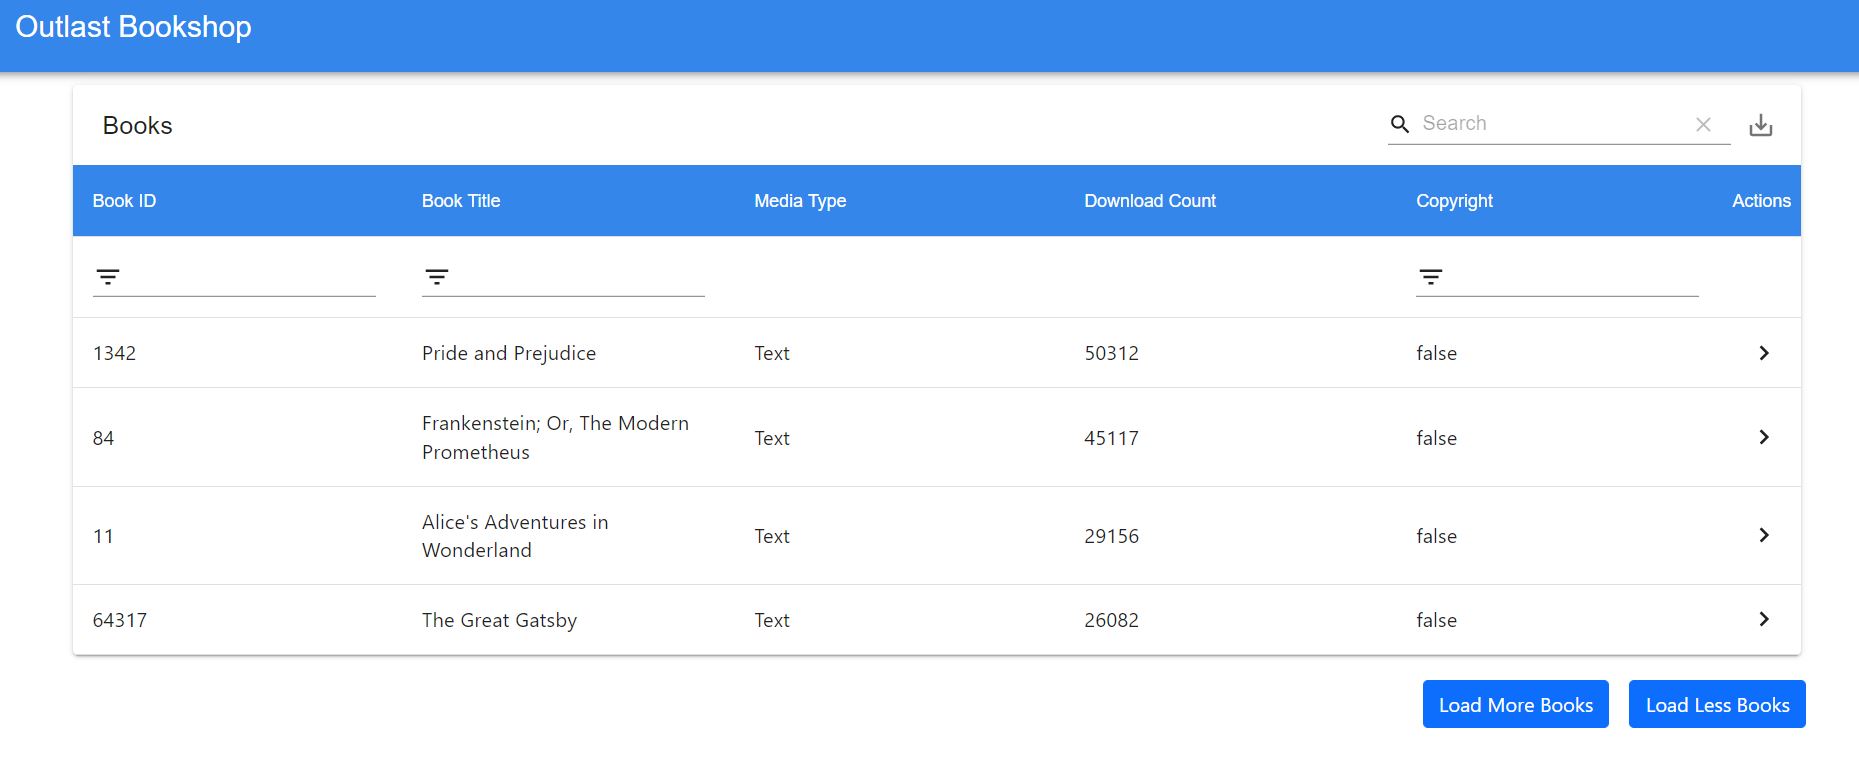 Outlast Bookshop
Books
Search
Book ID Book Title Media Type Download Count Copyright Actions
1342 Pride and Prejudice Text 50312 false
Frankenstein; Or, The Modern
84 Text 45117 false
Prometheus
Alice's Adventures in
11 Text 29156 false
Wonderland
64317 The Great Gatsby Text 26082 false
Load More Books Load Less Books